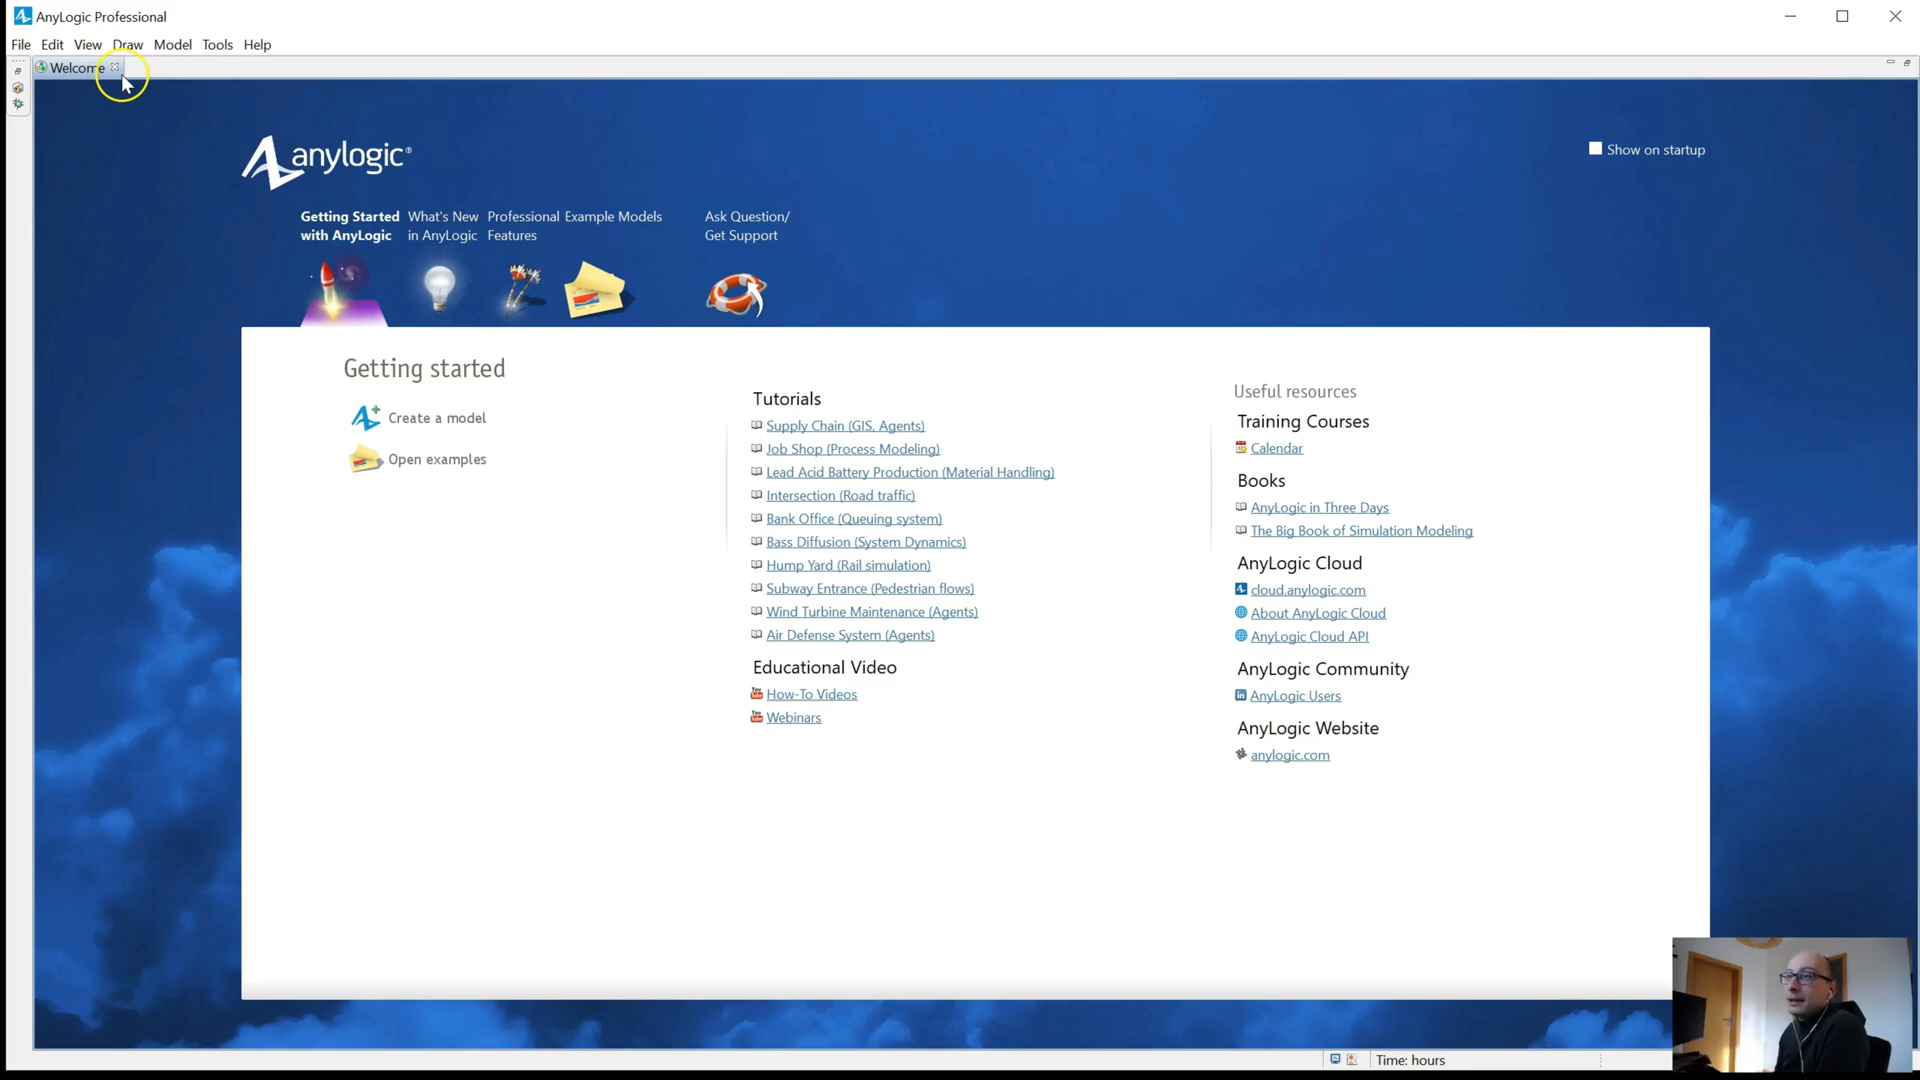 AnyLogic Professional
File Edit View Draw Model Tools Help
Welcome
anylogic®
Show on startup
Getting Started What's New Professional Example Models Ask Question/
with AnyLogic in AnyLogic Features Get Support
Getting started
Create a model
Open examples
Tutorials
Supply Chain (GIS, Agents)
Job Shop (Process Modeling)
Lead Acid Battery Production (Material Handling)
Intersection (Road traffic)
Bank Office (Queuing system)
Bass Diffusion (System Dynamics)
Hump Yard (Rail simulation)
Subway Entrance (Pedestrian flows)
Wind Turbine Maintenance (Agents)
Air Defense System (Agents)
Educational Video
How-To Videos
Webinars
Useful resources
Training Courses
Calendar
Books
AnyLogic in Three Days
The Big Book of Simulation Modeling
AnyLogic Cloud
cloud.anylogic.com
About AnyLogic Cloud
AnyLogic Cloud API
AnyLogic Community
AnyLogic Users
AnyLogic Website
anylogic.com
Time: hours